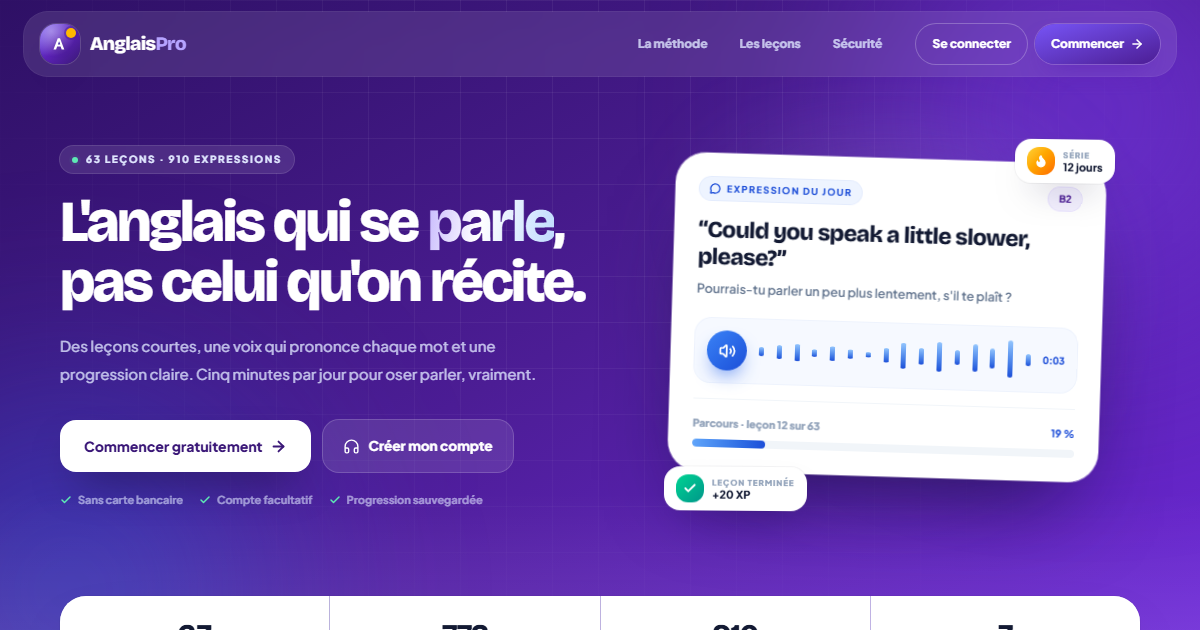 A
AnglaisPro
La méthode
Les leçons
Sécurité
Se connecter
Commencer
63 LEÇONS · 910 EXPRESSIONS
L'anglais qui se parle,
pas celui qu'on récite.
Des leçons courtes, une voix qui prononce chaque mot et une
progression claire. Cinq minutes par jour pour oser parler, vraiment.
Commencer gratuitement
Créer mon compte
Sans carte bancaire
Compte facultatif
Progression sauvegardée
SÉRIE
12 jours
EXPRESSION DU JOUR
B2
“Could you speak a little slower,
please?”
Pourrais-tu parler un peu plus lentement, s'il te plaît ?
0:03
Parcours · leçon 12 sur 63
19 %
LEÇON TERMINÉE
+20 XP